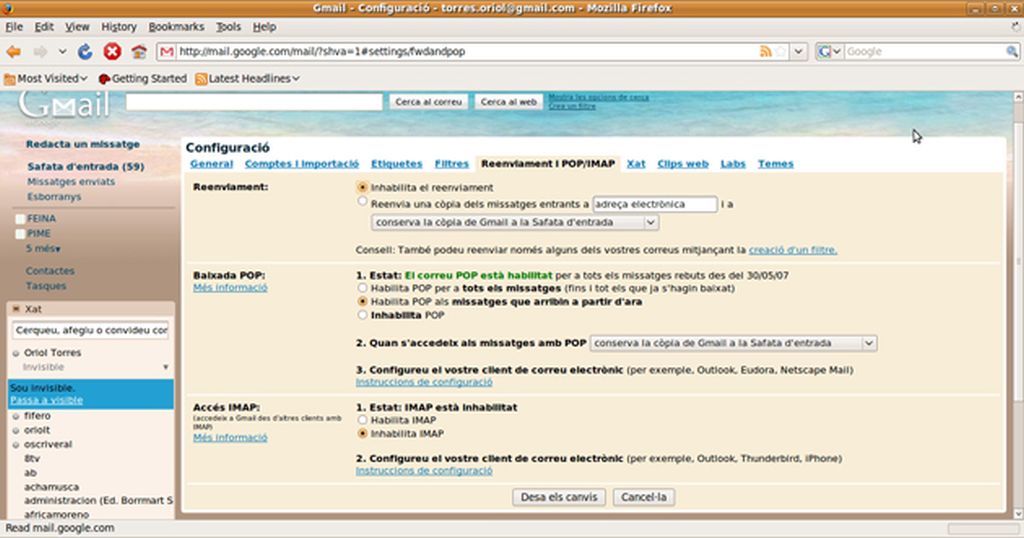 Gmail - Configuració - torres.oriol@gmail.com - Mozilla Firefox
File Edit View History Bookmarks Tools Help
http://mail.google.com/mail/?shva=1#settings/fwdandpop
Google
Most Visited Getting Started Latest Headlines
Gmail
Cerca al correu Cerca al web
Mostra les opcions de cerca
Crea un filtre
Redacta un missatge
Safata d'entrada (59)
Missatges enviats
Esborranys
FEINA
PIME
5 més▾
Contactes
Tasques
Xat
Cerqueu, afegiu o convideu cor
Oriol Torres
Invisible
Sou invisible.
Passa a visible
fifero
oriolt
oscriveral
8tv
ab
achamusca
administracion (Ed. Borrmart S
africamoreno
Configuració
General Comptes i importació Etiquetes Filtres Reenviament i POP/IMAP Xat Clips web Labs Temes
Reenviament:
Inhabilita el reenviament
Reenvia una còpia dels missatges entrants a adreça electrònica i a
conserva la còpia de Gmail a la Safata d'entrada
Consell: També podeu reenviar només alguns dels vostres correus mitjançant la creació d'un filtre.
Baixada POP:
Més informació
1. Estat: El correu POP està habilitat per a tots els missatges rebuts des del 30/05/07
Habilita POP per a tots els missatges (fins i tot els que ja s'hagin baixat)
Habilita POP als missatges que arribin a partir d'ara
Inhabilita POP
2. Quan s'accedeix als missatges amb POP conserva la còpia de Gmail a la Safata d'entrada
3. Configureu el vostre client de correu electrònic (per exemple, Outlook, Eudora, Netscape Mail)
Instruccions de configuració
Accés IMAP:
(accedeix a Gmail des d'altres clients amb
IMAP)
Més informació
1. Estat: IMAP està inhabilitat
Habilita IMAP
Inhabilita IMAP
2. Configureu el vostre client de correu electrònic (per exemple, Outlook, Thunderbird, iPhone)
Instruccions de configuració
Desa els canvis Cancel·la
Read mail.google.com